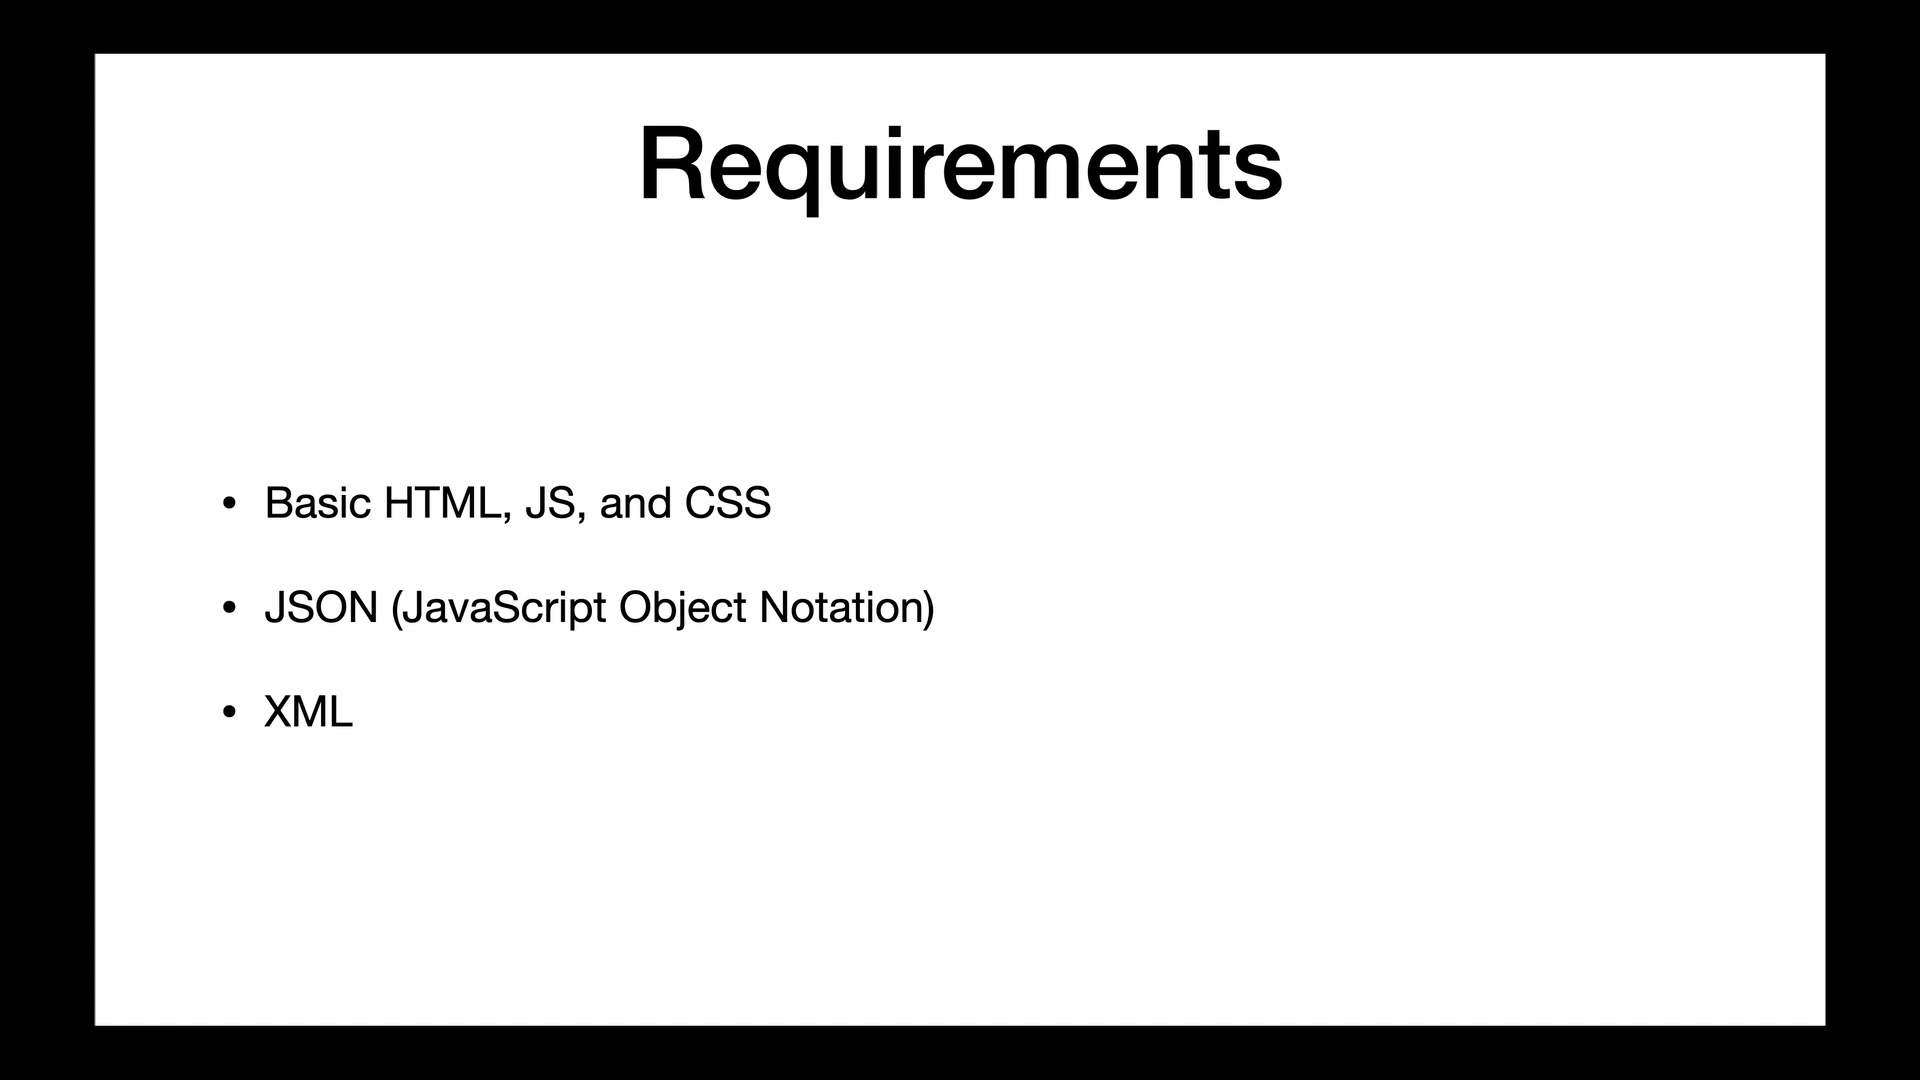 Requirements
• Basic HTML, JS, and CSS
• JSON (JavaScript Object Notation)
• XML